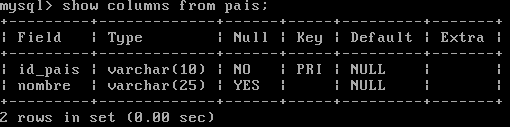 mysql> show columns from pais;
+----------+-------------+------+-----+---------+-------+
| Field    | Type        | Null | Key | Default | Extra |
+----------+-------------+------+-----+---------+-------+
| id_pais  | varchar(10) | NO   | PRI | NULL    |       |
| nombre   | varchar(25) | YES  |     | NULL    |       |
+----------+-------------+------+-----+---------+-------+
2 rows in set (0.00 sec)